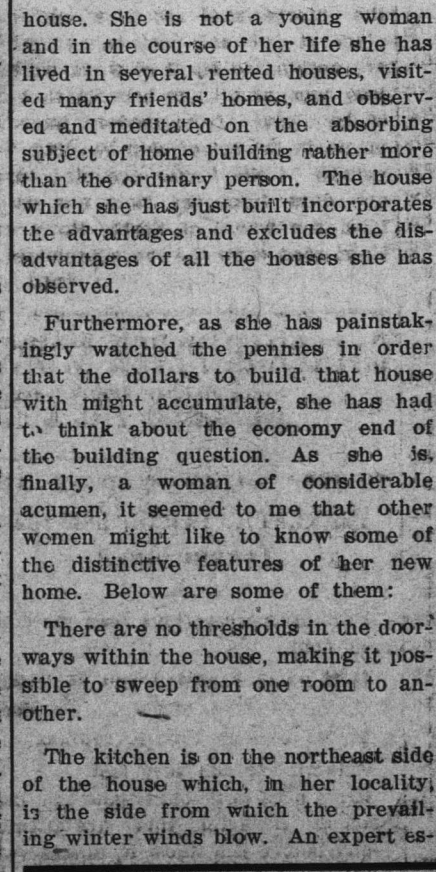 house. She is not a young woman
and in the course of her life she has
lived in several rented houses, visit-
ed many friends' homes, and observ-
ed and meditated on the absorbing
subject of home building rather more
than the ordinary person. The house
which she has just built incorporates
the advantages and excludes the dis-
advantages of all the houses she has
observed.
Furthermore, as she has painstak-
ingly watched the pennies in order
that the dollars to build that house
with might accumulate, she has had
to think about the economy end of
the building question. As she is,
finally, a woman of considerable
acumen, it seemed to me that other
women might like to know some of
the distinctive features of her new
home. Below are some of them:
There are no thresholds in the door-
ways within the house, making it pos-
sible to sweep from one room to an-
other.
The kitchen is on the northeast side
of the house which, in her locality,
is the side from which the prevail-
ing winter winds blow. An expert es-